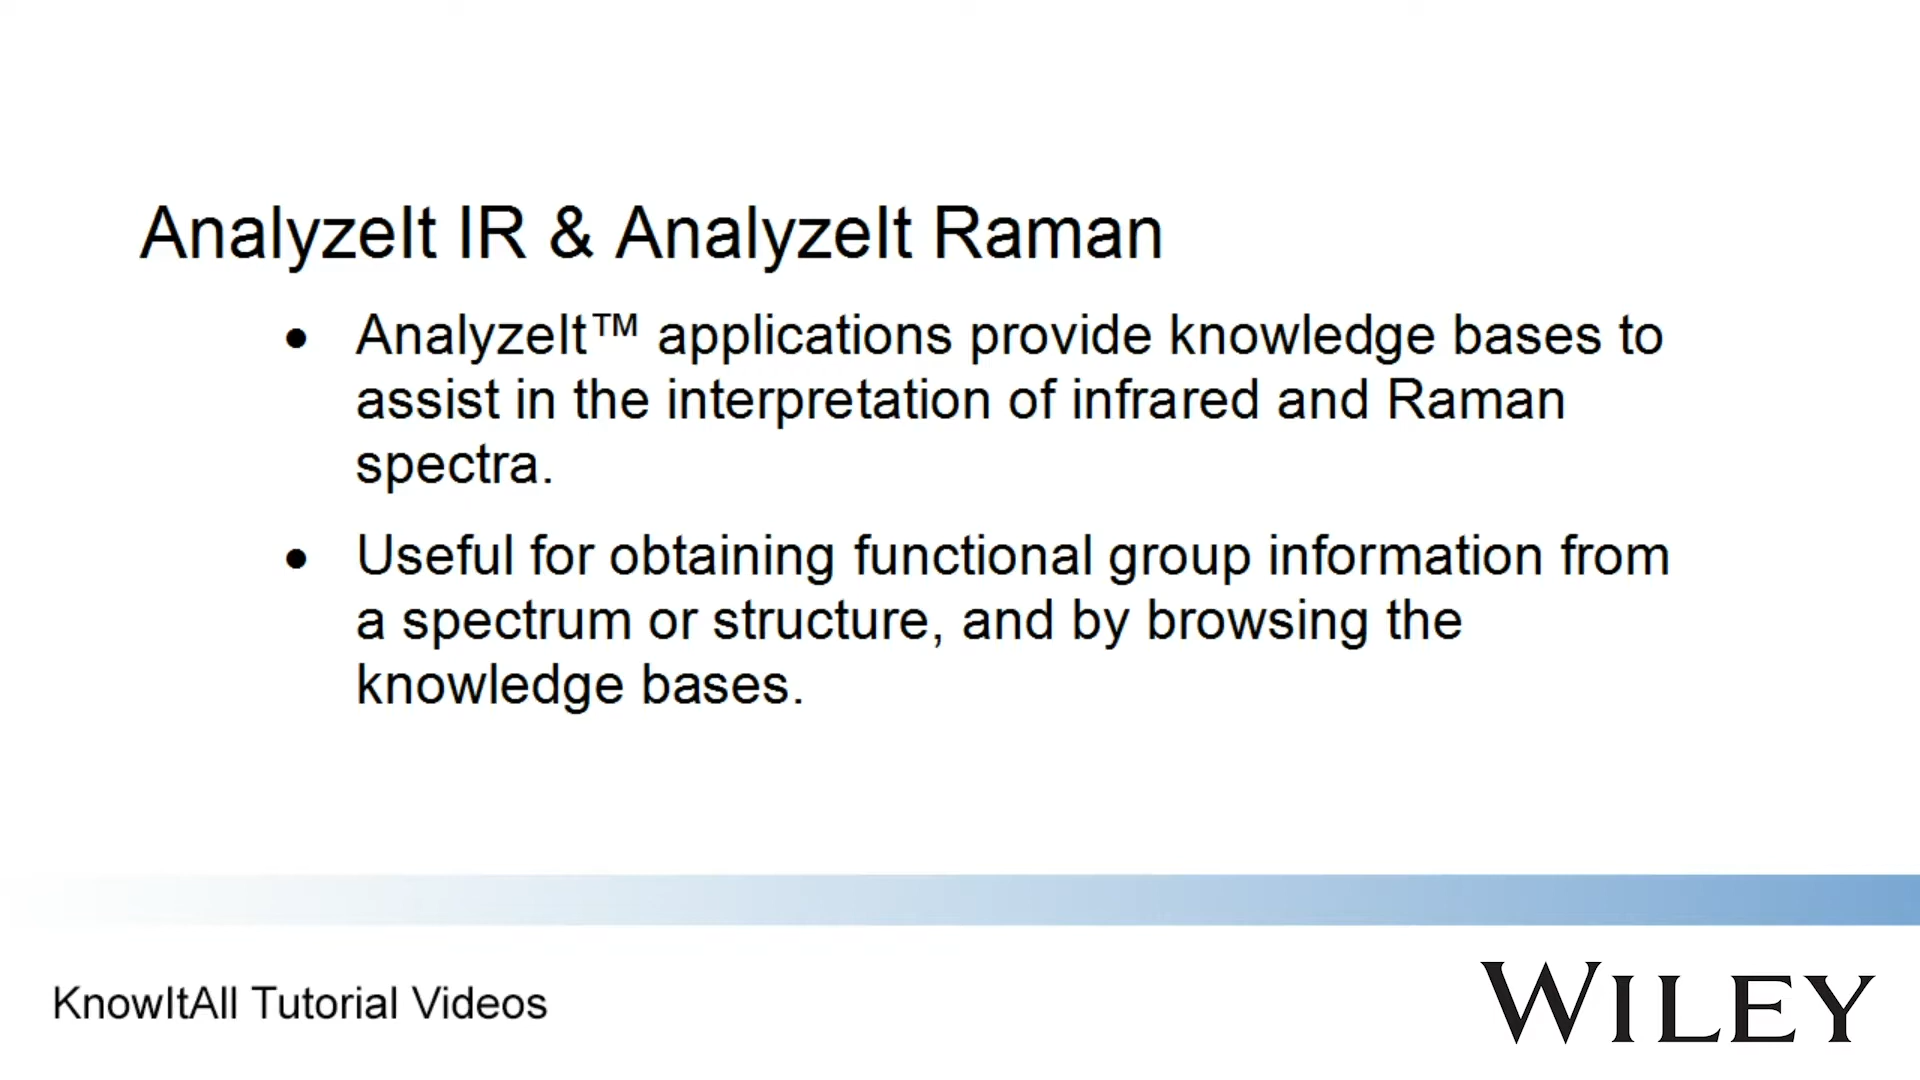 AnalyzeIt IR & AnalyzeIt Raman
• AnalyzeIt™ applications provide knowledge bases to
assist in the interpretation of infrared and Raman
spectra.
• Useful for obtaining functional group information from
a spectrum or structure, and by browsing the
knowledge bases.
KnowItAll Tutorial Videos
WILEY